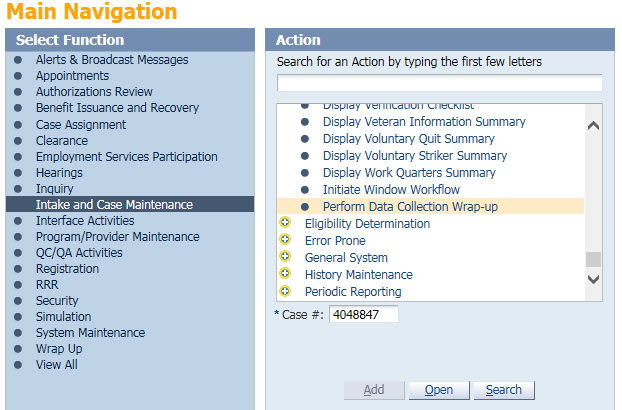 Main Navigation
Select Function
Alerts & Broadcast Messages
Appointments
Authorizations Review
Benefit Issuance and Recovery
Case Assignment
Clearance
Employment Services Participation
Hearings
Inquiry
Intake and Case Maintenance
Interface Activities
Program/Provider Maintenance
QC/QA Activities
Registration
RRR
Security
Simulation
System Maintenance
Wrap Up
View All
Action
Search for an Action by typing the first few letters
Display Verification Checklist
Display Veteran Information Summary
Display Voluntary Quit Summary
Display Voluntary Striker Summary
Display Work Quarters Summary
Initiate Window Workflow
Perform Data Collection Wrap-up
Eligibility Determination
Error Prone
General System
History Maintenance
Periodic Reporting
* Case #: 4048847
Add Open Search